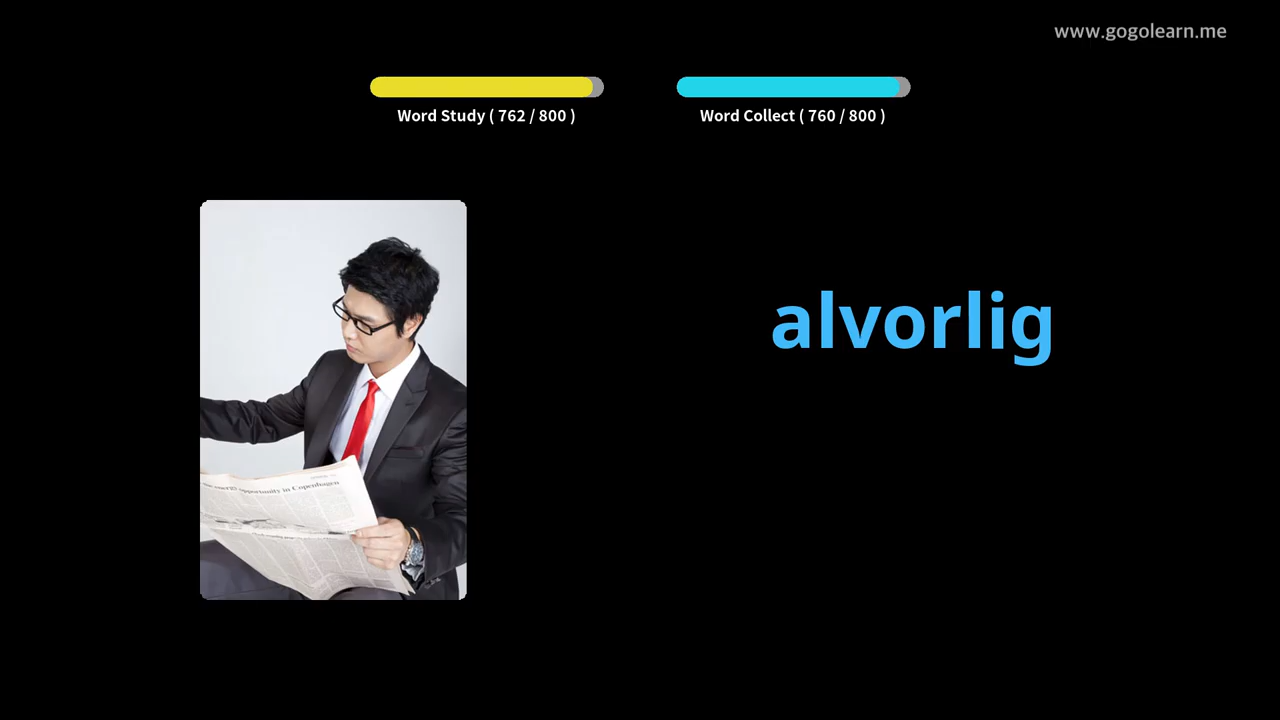 www.gogolearn.me
Word Study ( 762 / 800 )
Word Collect ( 760 / 800 )
alvorlig
opportunity in Copenhagen